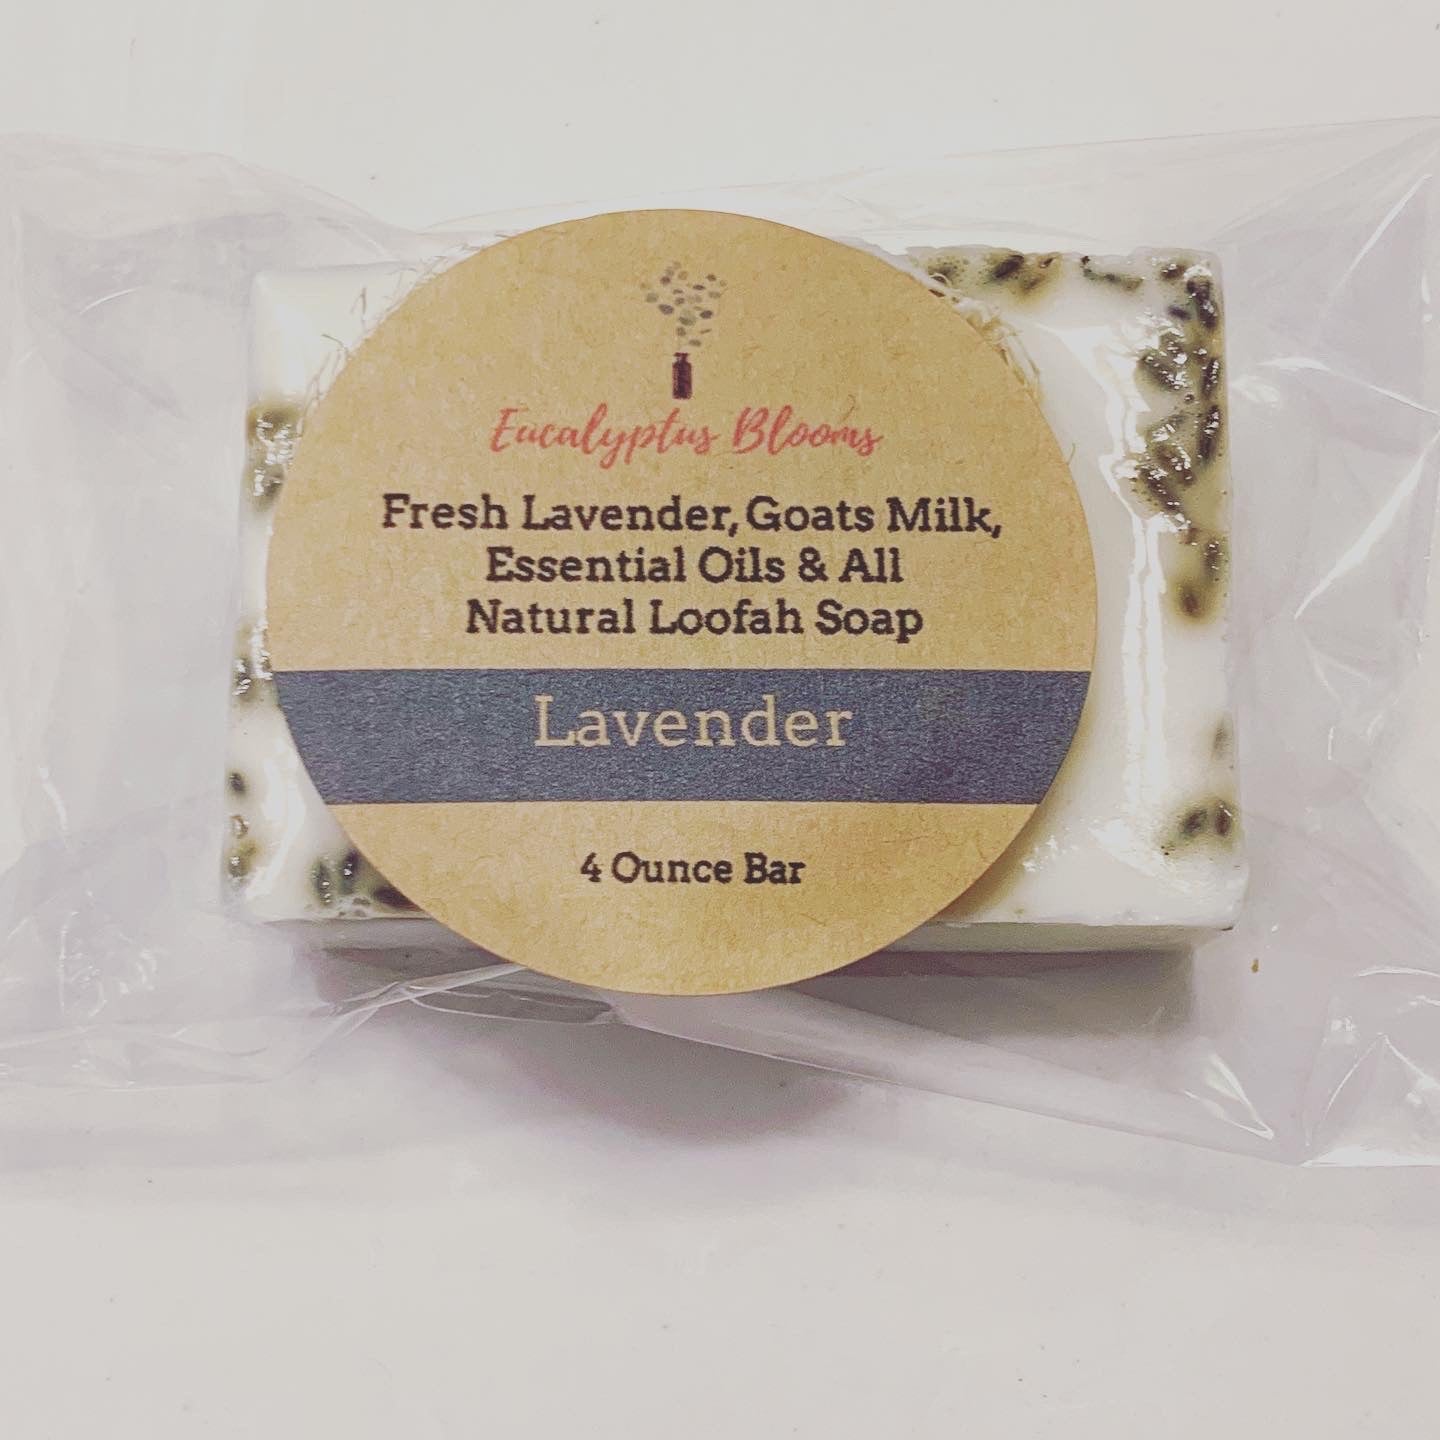 Eucalyptus Blooms
Fresh Lavender, Goats Milk,
Essential Oils & All
Natural Loofah Soap
Lavender
4 Ounce Bar